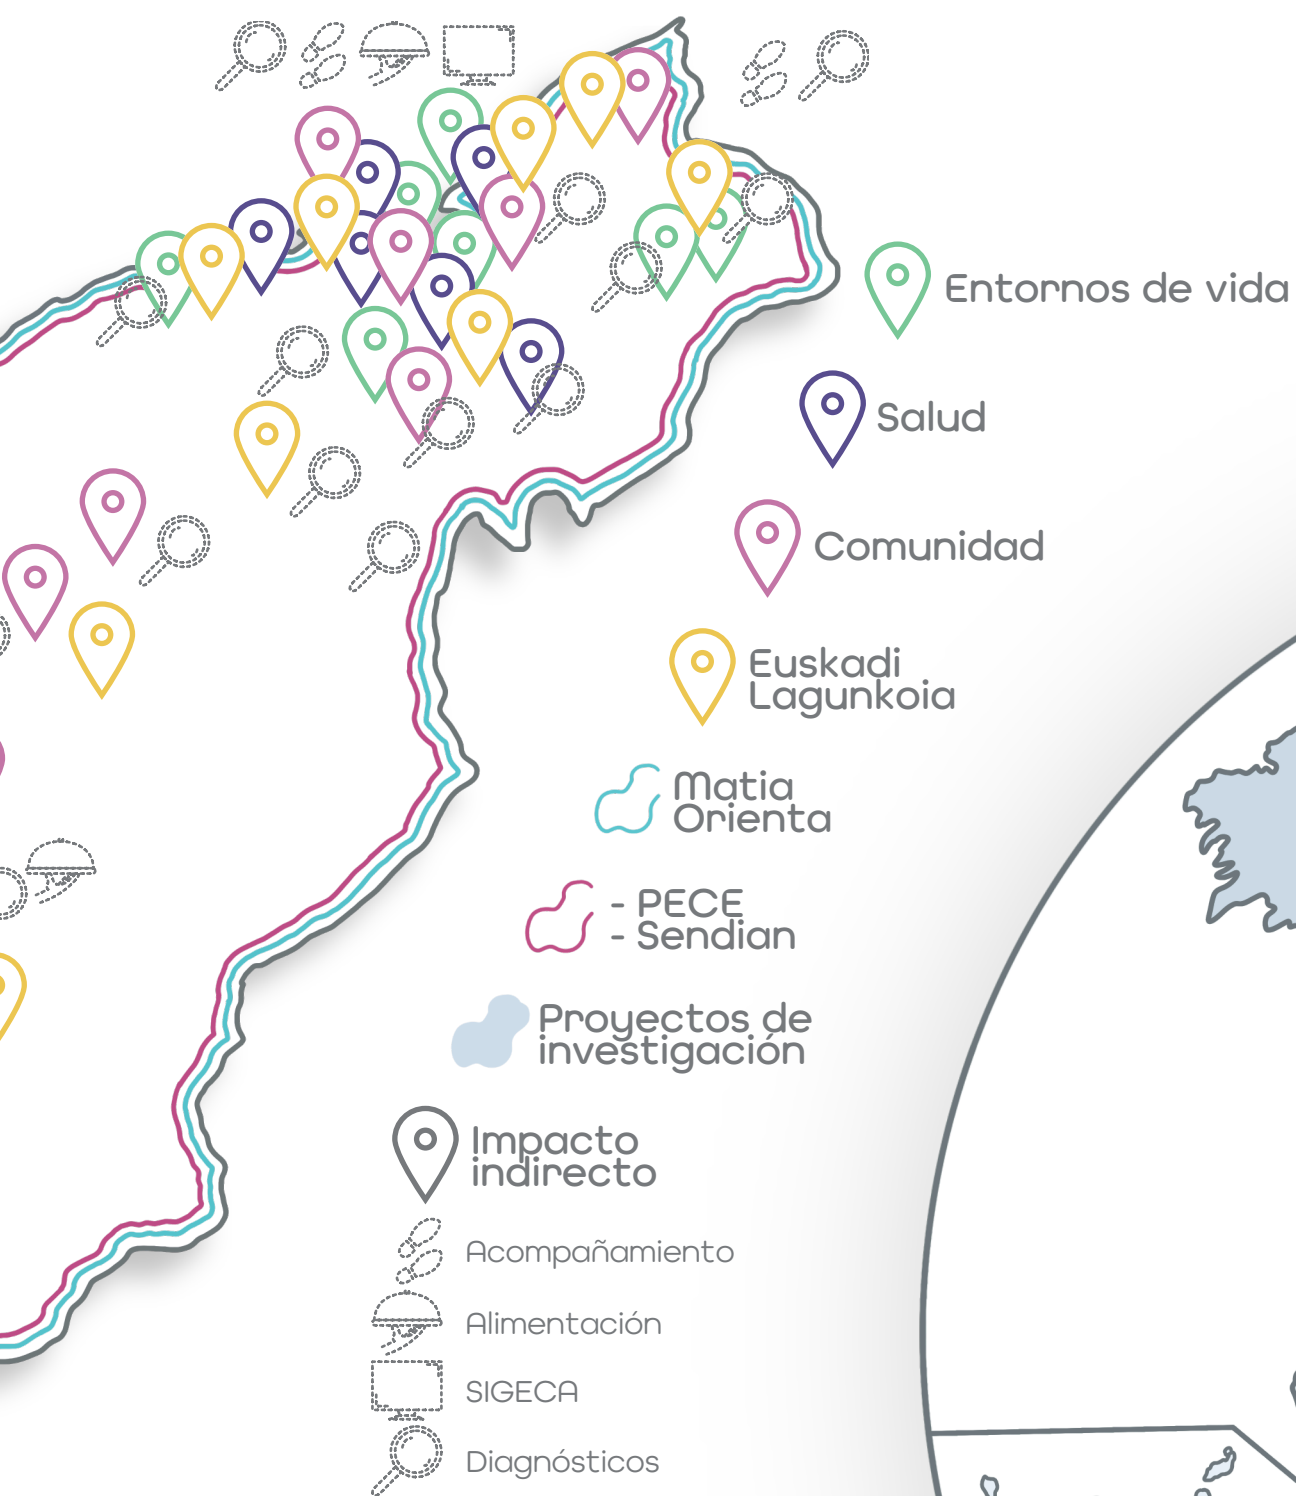 Entornos de vida
Salud
Comunidad
Euskadi
Lagunkoia
Matia
Orienta
- PECE
- Sendian
Proyectos de
investigación
Impacto
indirecto
Acompañamiento
Alimentación
SIGECA
Diagnósticos